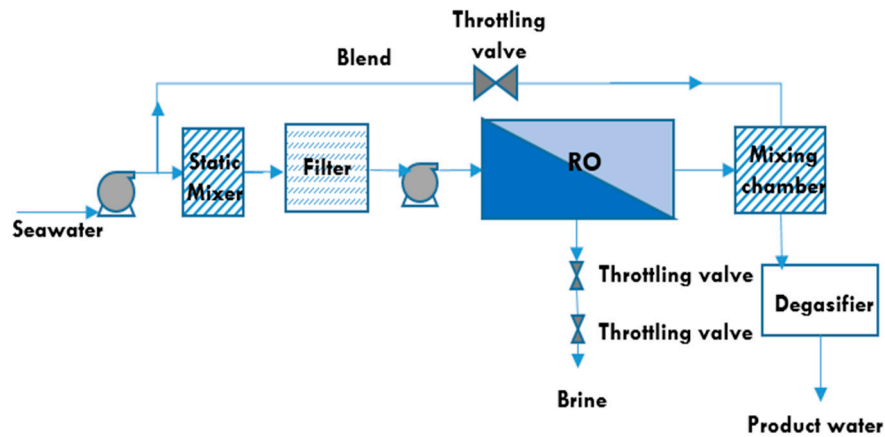 Throttling
valve
Blend
Static
Mixer
Filter
RO
Mixing
chamber
Seawater
Throttling valve
Degasifier
Throttling valve
Brine
Product water